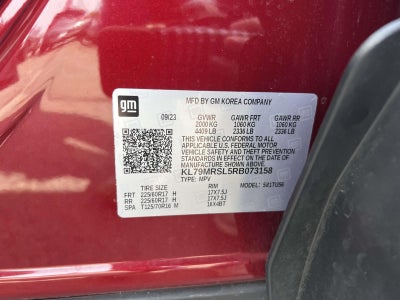 gm
MFD BY GM KOREA COMPANY
09/23 GVWR GAWR FRT GAWR RR
2000 KG 1060 KG 1060 KG
4409 LB 2336 LB 2336 LB
THIS VEHICLE CONFORMS TO ALL
APPLICABLE U.S. FEDERAL MOTOR
VEHICLE SAFETY AND THEFT PREVENTION
STANDARDS IN EFFECT ON THE DATE OF
MANUFACTURE SHOWN ABOVE.
KL79MRSL5RB073158
TYPE: MPV
TIRE SIZE RIM MODEL:
FRT 225/60R17 H 17X7.5J
RR 225/60R17 H 17X7.5J
SPA T125/70R16 M 16X4BT